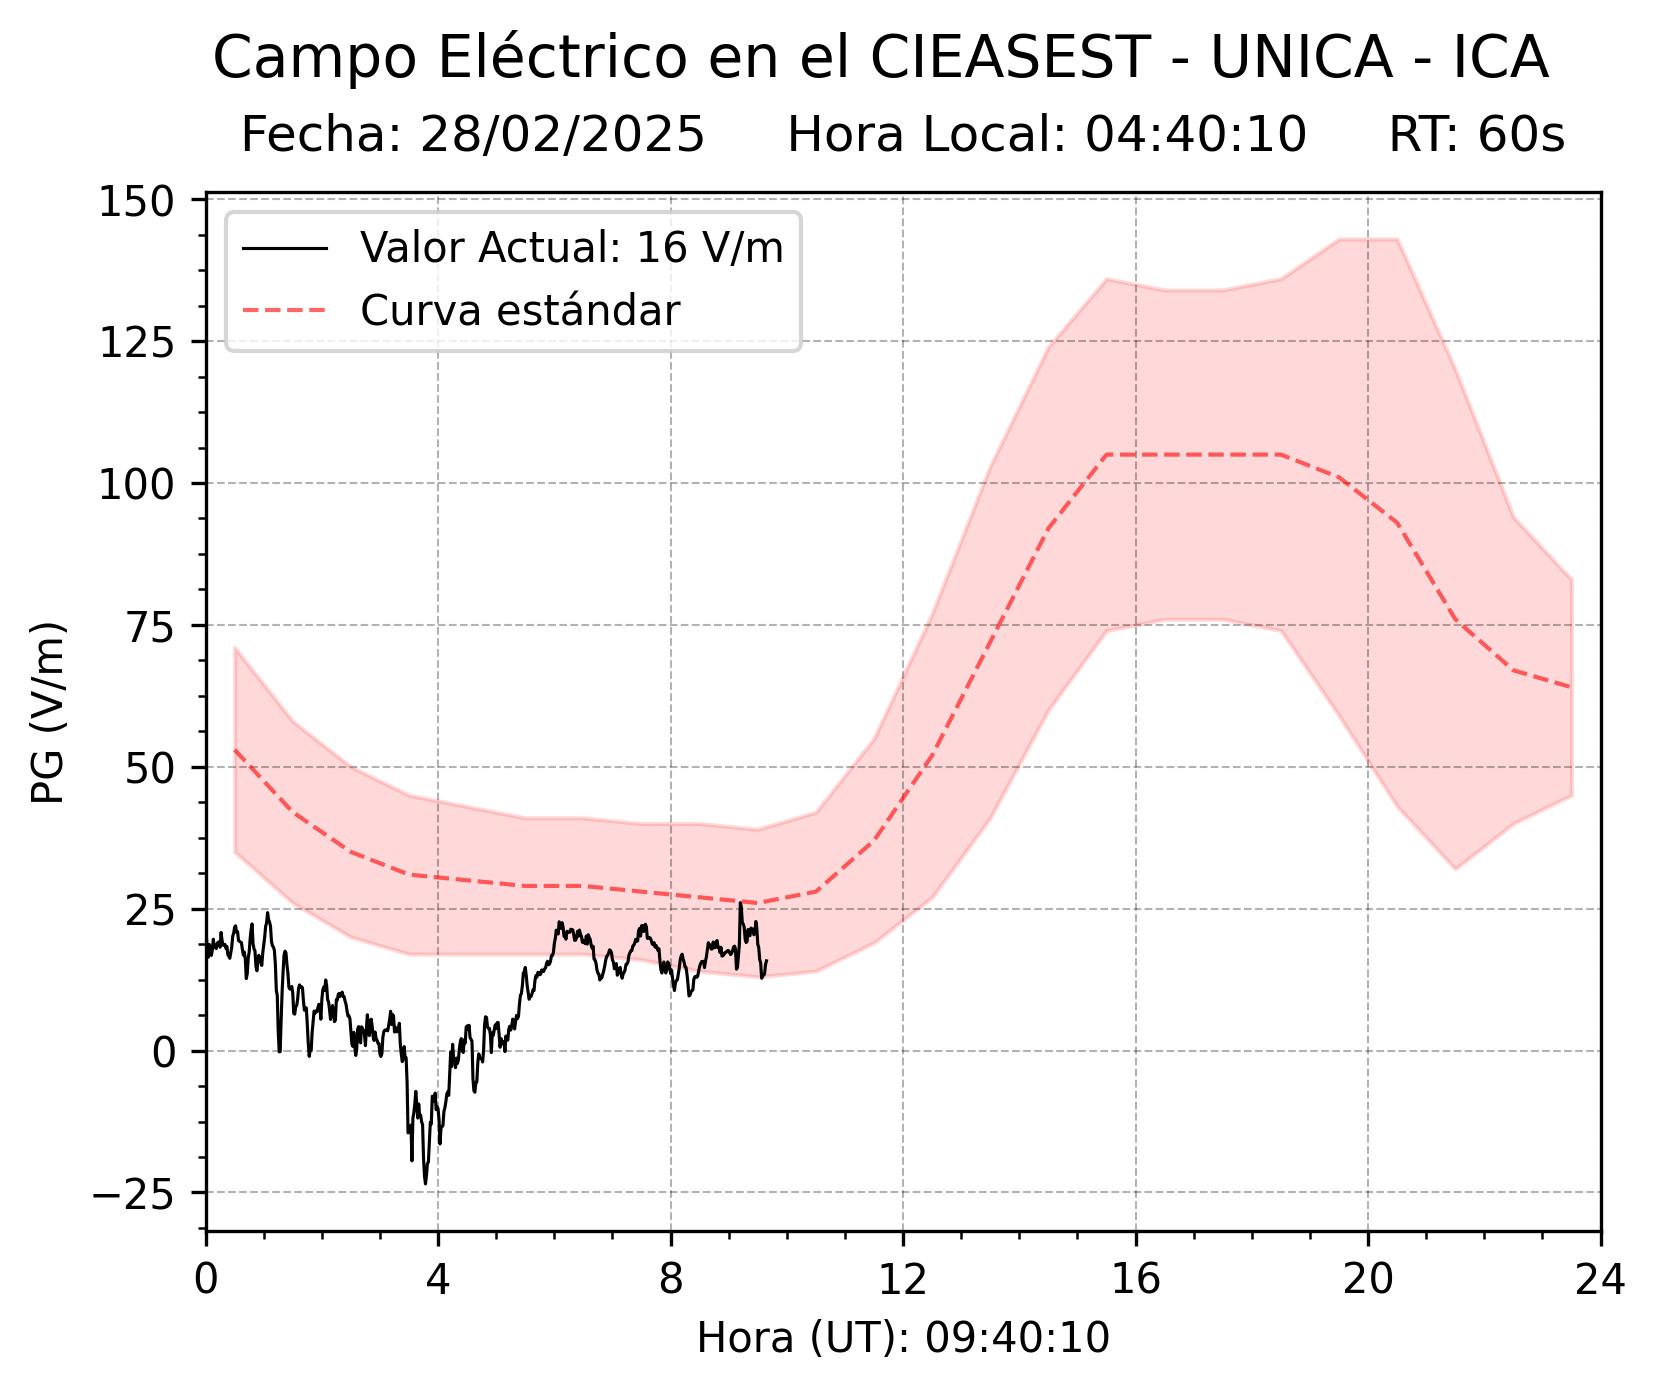 Campo Eléctrico en el CIEASEST - UNICA - ICA
Fecha: 28/02/2025 Hora Local: 04:40:10 RT: 60s
Valor Actual: 16 V/m
Curva estándar
150
125
100
75
50
25
0
−25
PG (V/m)
0 4 8 12 16 20 24
Hora (UT): 09:40:10